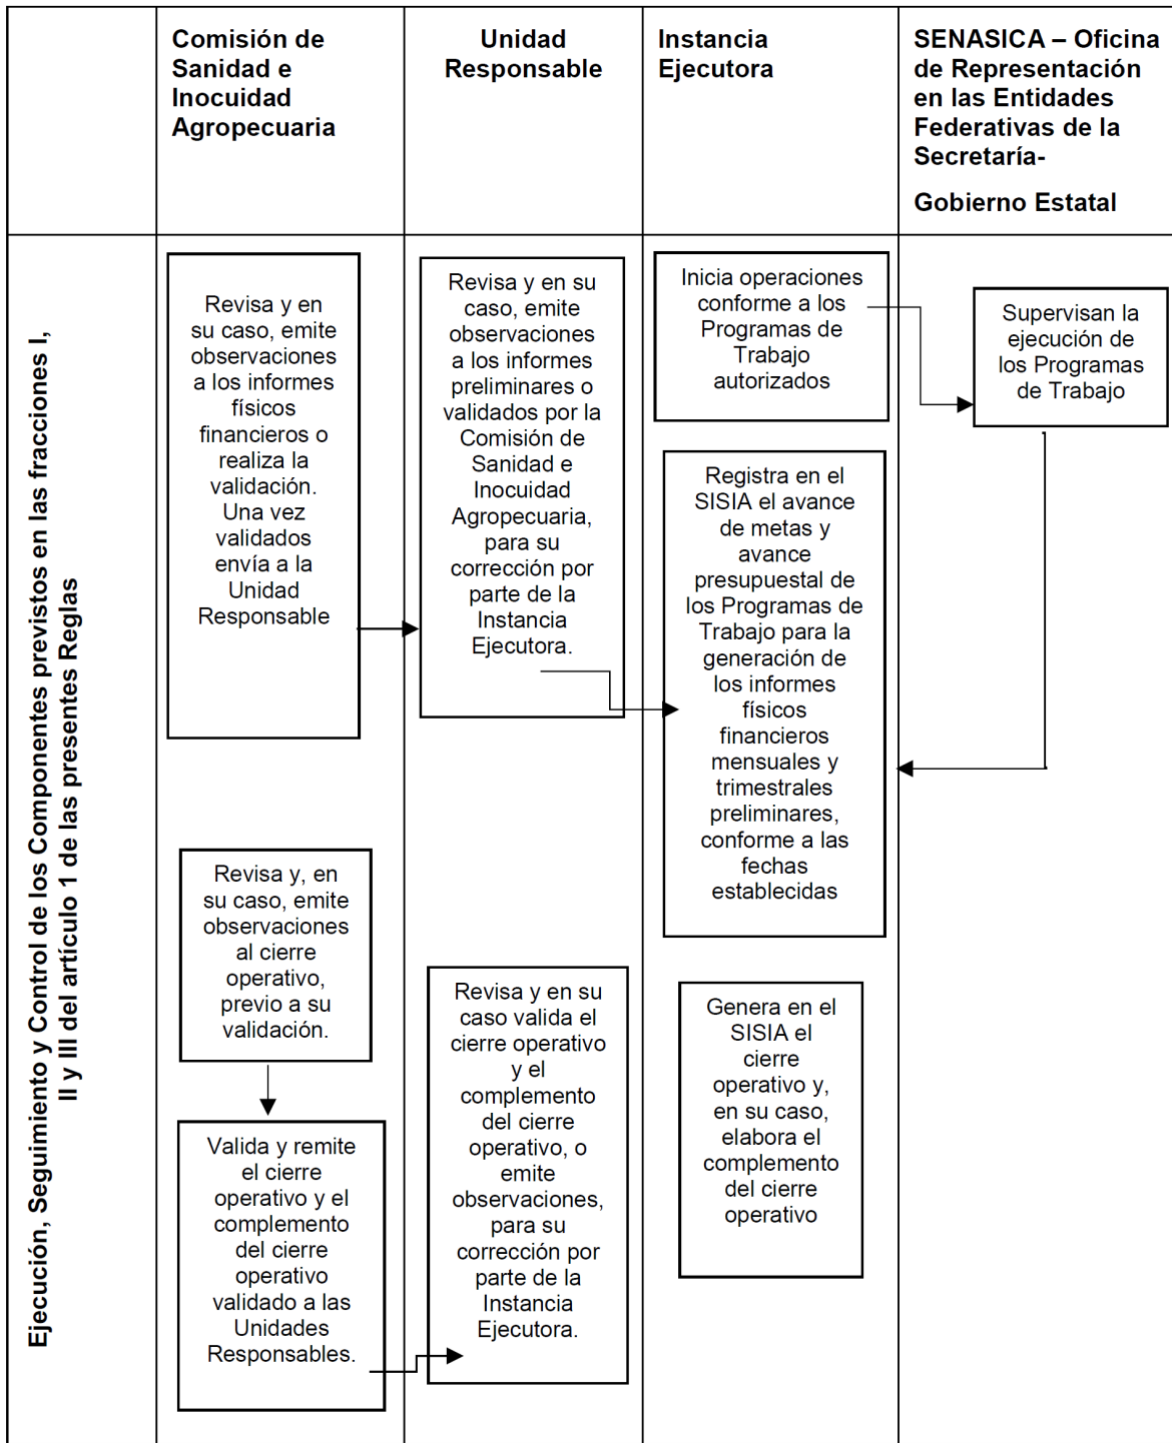 Comisión de
Sanidad e
Inocuidad
Agropecuaria
Unidad
Responsable
Instancia
Ejecutora
SENASICA – Oficina
de Representación
en las Entidades
Federativas de la
Secretaría-
Gobierno Estatal
Ejecución, Seguimiento y Control de los Componentes previstos en las fracciones I,
II y III del artículo 1 de las presentes Reglas
Revisa y en
su caso, emite
observaciones
a los informes
físicos
financieros o
realiza la
validación.
Una vez
validados
envía a la
Unidad
Responsable
Revisa y en su
caso, emite
observaciones
a los informes
preliminares o
validados por la
Comisión de
Sanidad e
Inocuidad
Agropecuaria,
para su
corrección por
parte de la
Instancia
Ejecutora.
Inicia operaciones
conforme a los
Programas de
Trabajo
autorizados
Supervisan la
ejecución de
los Programas
de Trabajo
Registra en el
SISIA el avance
de metas y
avance
presupuestal de
los Programas de
Trabajo para la
generación de
los informes
físicos
financieros
mensuales y
trimestrales
preliminares,
conforme a las
fechas
establecidas
Revisa y, en
su caso, emite
observaciones
al cierre
operativo,
previo a su
validación.
Valida y remite
el cierre
operativo y el
complemento
del cierre
operativo
validado a las
Unidades
Responsables.
Revisa y en su
caso valida el
cierre operativo
y el
complemento
del cierre
operativo, o
emite
observaciones,
para su
corrección por
parte de la
Instancia
Ejecutora.
Genera en el
SISIA el
cierre
operativo y,
en su caso,
elabora el
complemento
del cierre
operativo